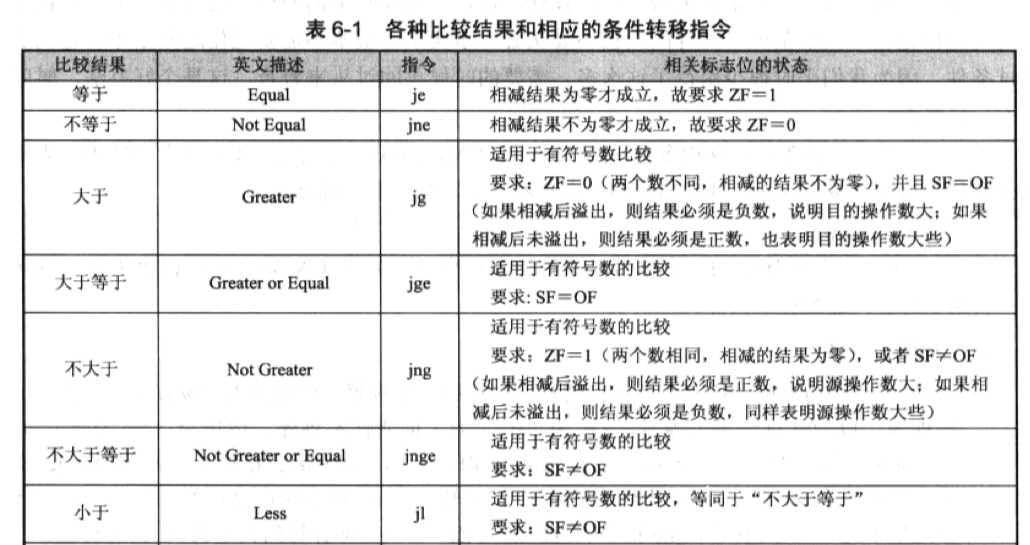 表 6-1 各种比较结果和相应的条件转移指令
比较结果 英文描述 指令 相关标志位的状态
等于 Equal je 相减结果为零才成立，故要求 ZF＝1
不等于 Not Equal jne 相减结果不为零才成立，故要求 ZF＝0
大于 Greater jg 适用于有符号数比较
要求：ZF＝0（两个数不同，相减的结果不为零），并且 SF＝OF
（如果相减后溢出，则结果必须是负数，说明目的操作数大；如果
相减后未溢出，则结果必须是正数，也表明目的操作数大些）
大于等于 Greater or Equal jge 适用于有符号数的比较
要求: SF＝OF
不大于 Not Greater jng 适用于有符号数的比较
要求：ZF＝1（两个数相同，相减的结果为零），或者 SF≠OF
（如果相减后溢出，则结果必须是正数，说明源操作数大；如果相
减后未溢出，则结果必须是负数，同样表明源操作数大些）
不大于等于 Not Greater or Equal jnge 适用于有符号数的比较
要求：SF≠OF
小于 Less jl 适用于有符号数的比较，等同于“不大于等于”
要求：SF≠OF